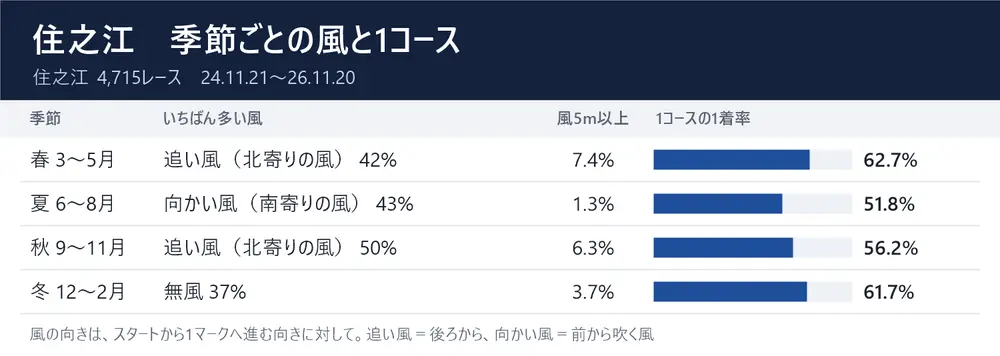 住之江　季節ごとの風と1コース
住之江 4,715レース　24.11.21～26.11.20
季節　いちばん多い風　風5m以上　1コースの1着率
春 3～5月　追い風（北寄りの風） 42%　7.4%　62.7%
夏 6～8月　向かい風（南寄りの風） 43%　1.3%　51.8%
秋 9～11月　追い風（北寄りの風） 50%　6.3%　56.2%
冬 12～2月　無風 37%　3.7%　61.7%
風の向きは、スタートから1マークへ進む向きに対して。追い風 = 後ろから、向かい風 = 前から吹く風